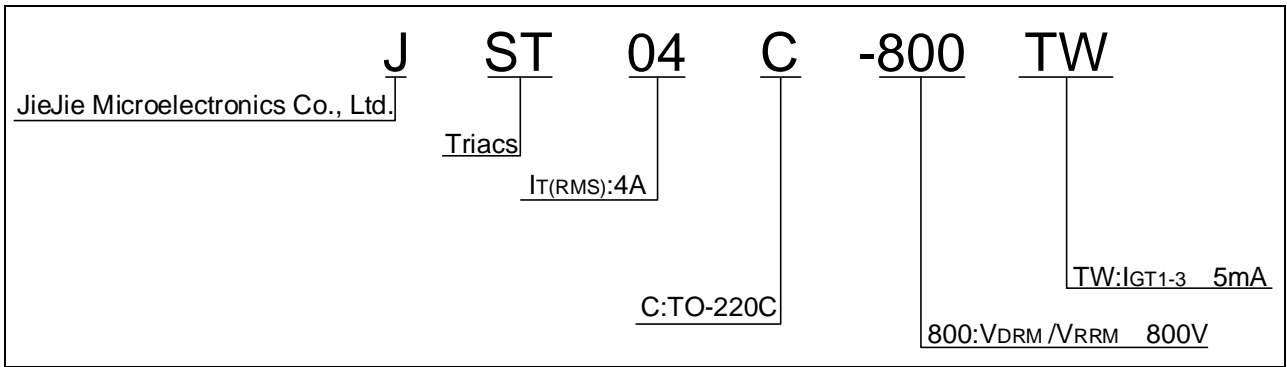 J ST 04 C -800 TW
JieJie Microelectronics Co., Ltd.
Triacs
IT(RMS):4A
TW:IGT1-3 5mA
C:TO-220C
800:VDRM /VRRM 800V